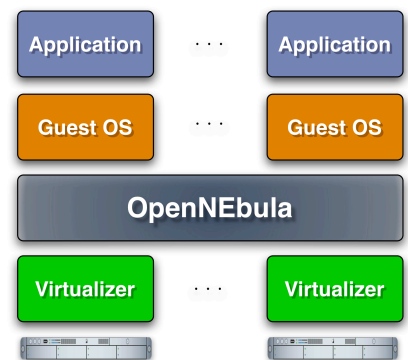 Application ... Application
Guest OS ... Guest OS
OpenNEbula
Virtualizer ... Virtualizer